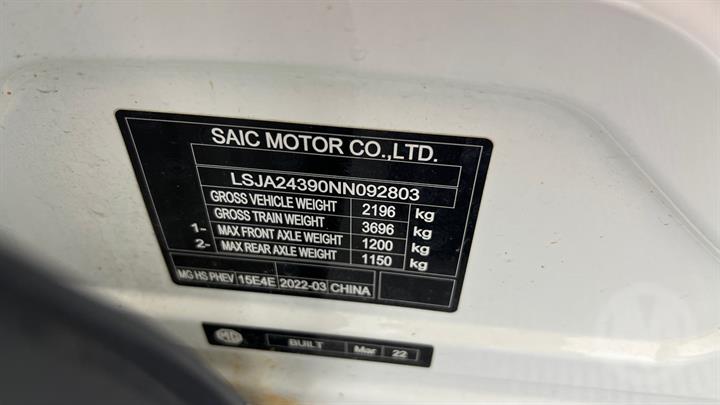 SAIC MOTOR CO.,LTD.
LSJA24390NN092803
GROSS VEHICLE WEIGHT 2196 kg
GROSS TRAIN WEIGHT 3696 kg
1- MAX FRONT AXLE WEIGHT 1200 kg
2- MAX REAR AXLE WEIGHT 1150 kg
MG HS PHEV 15E4E 2022-03 CHINA
MG BUILT Mar 22